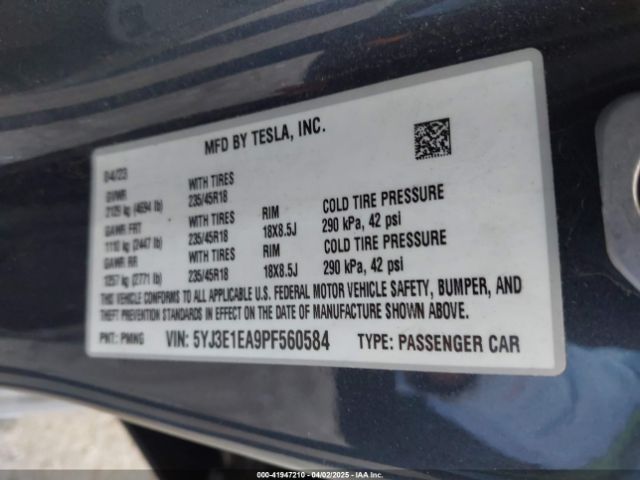 MFD BY TESLA, INC.
04/23
GVWR WITH TIRES
2129 kg (4694 lb) 235/45R18 RIM COLD TIRE PRESSURE
GAWR FRT WITH TIRES 18X8.5J 290 kPa, 42 psi
1110 kg (2447 lb) 235/45R18 RIM COLD TIRE PRESSURE
GAWR RR WITH TIRES 18X8.5J 290 kPa, 42 psi
1257 kg (2771 lb) 235/45R18
THIS VEHICLE CONFORMS TO ALL APPLICABLE U.S. FEDERAL MOTOR VEHICLE SAFETY, BUMPER, AND
THEFT PREVENTION STANDARDS IN EFFECT ON THE DATE OF MANUFACTURE SHOWN ABOVE.
PNT: PMNG VIN: 5YJ3E1EA9PF560584 TYPE: PASSENGER CAR
000-41947210 - 04/02/2025 - IAA Inc.